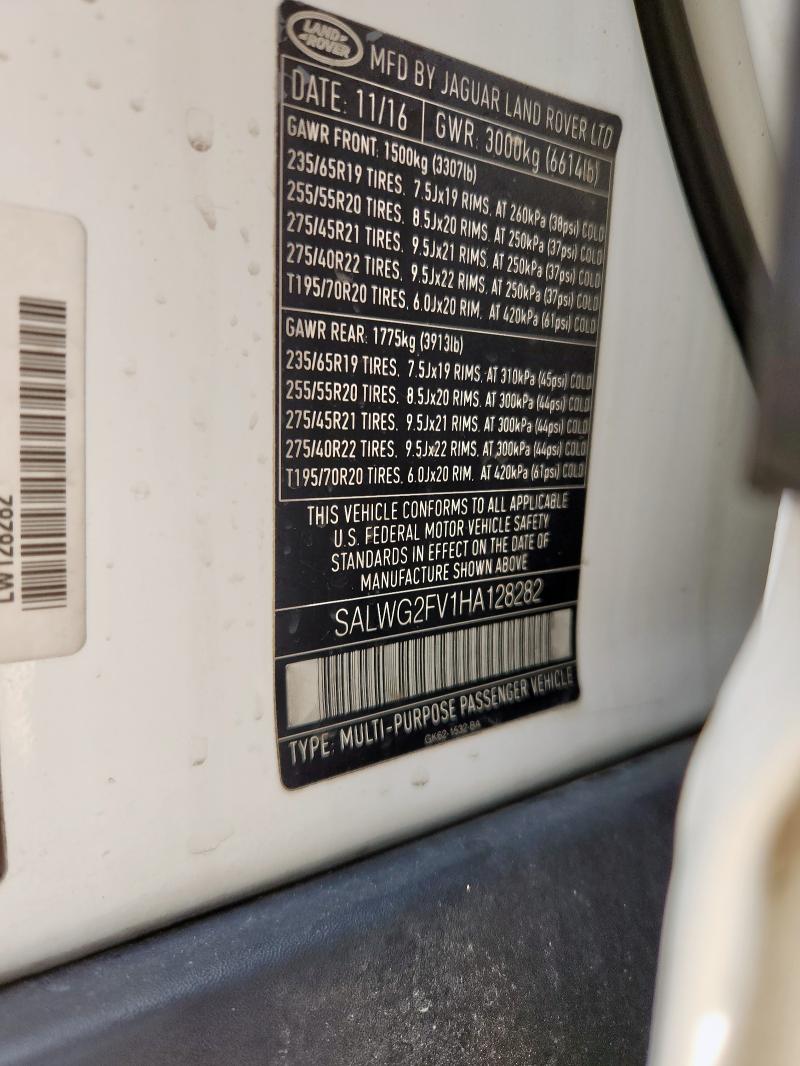 LAND ROVER
MFD BY JAGUAR LAND ROVER LTD
DATE: 11/16 GWR: 3000kg (6614lb)
GAWR FRONT: 1500kg (3307lb)
235/65R19 TIRES, 7.5Jx19 RIMS, AT 260kPa (38psi) COLD
255/55R20 TIRES, 8.5Jx20 RIMS, AT 250kPa (37psi) COLD
275/45R21 TIRES, 9.5Jx21 RIMS, AT 250kPa (37psi) COLD
275/40R22 TIRES, 9.5Jx22 RIMS, AT 250kPa (37psi) COLD
T195/70R20 TIRES, 6.0Jx20 RIM, AT 420kPa (61psi) COLD
GAWR REAR: 1775kg (3913lb)
235/65R19 TIRES, 7.5Jx19 RIMS, AT 310kPa (45psi) COLD
255/55R20 TIRES, 8.5Jx20 RIMS, AT 300kPa (44psi) COLD
275/45R21 TIRES, 9.5Jx21 RIMS, AT 300kPa (44psi) COLD
275/40R22 TIRES, 9.5Jx22 RIMS, AT 300kPa (44psi) COLD
T195/70R20 TIRES, 6.0Jx20 RIM, AT 420kPa (61psi) COLD
THIS VEHICLE CONFORMS TO ALL APPLICABLE
U.S. FEDERAL MOTOR VEHICLE SAFETY
STANDARDS IN EFFECT ON THE DATE OF
MANUFACTURE SHOWN ABOVE
SALWG2FV1HA128282
TYPE: MULTI-PURPOSE PASSENGER VEHICLE
GK62-1532-BA
LW128282